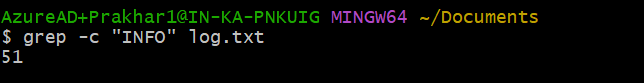 AzureAD+Prakhar1@IN-KA-PNKUIG MINGW64 ~/Documents
$ grep -c "INFO" log.txt
51